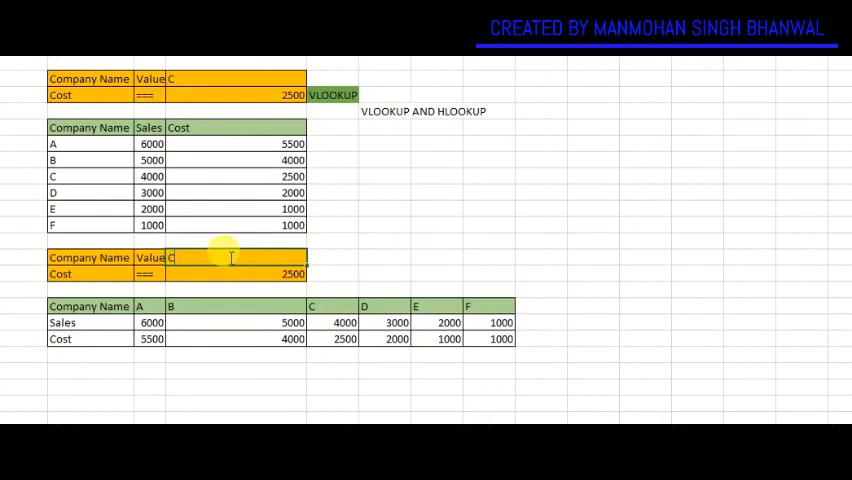 CREATED BY MANMOHAN SINGH BHANWAL
Company Name Value C
Cost === 2500 VLOOKUP
VLOOKUP AND HLOOKUP
Company Name Sales Cost
A 6000 5500
B 5000 4000
C 4000 2500
D 3000 2000
E 2000 1000
F 1000 1000
Company Name Value C
Cost === 2500
Company Name A B C D E F
Sales 6000 5000 4000 3000 2000 1000
Cost 5500 4000 2500 2000 1000 1000